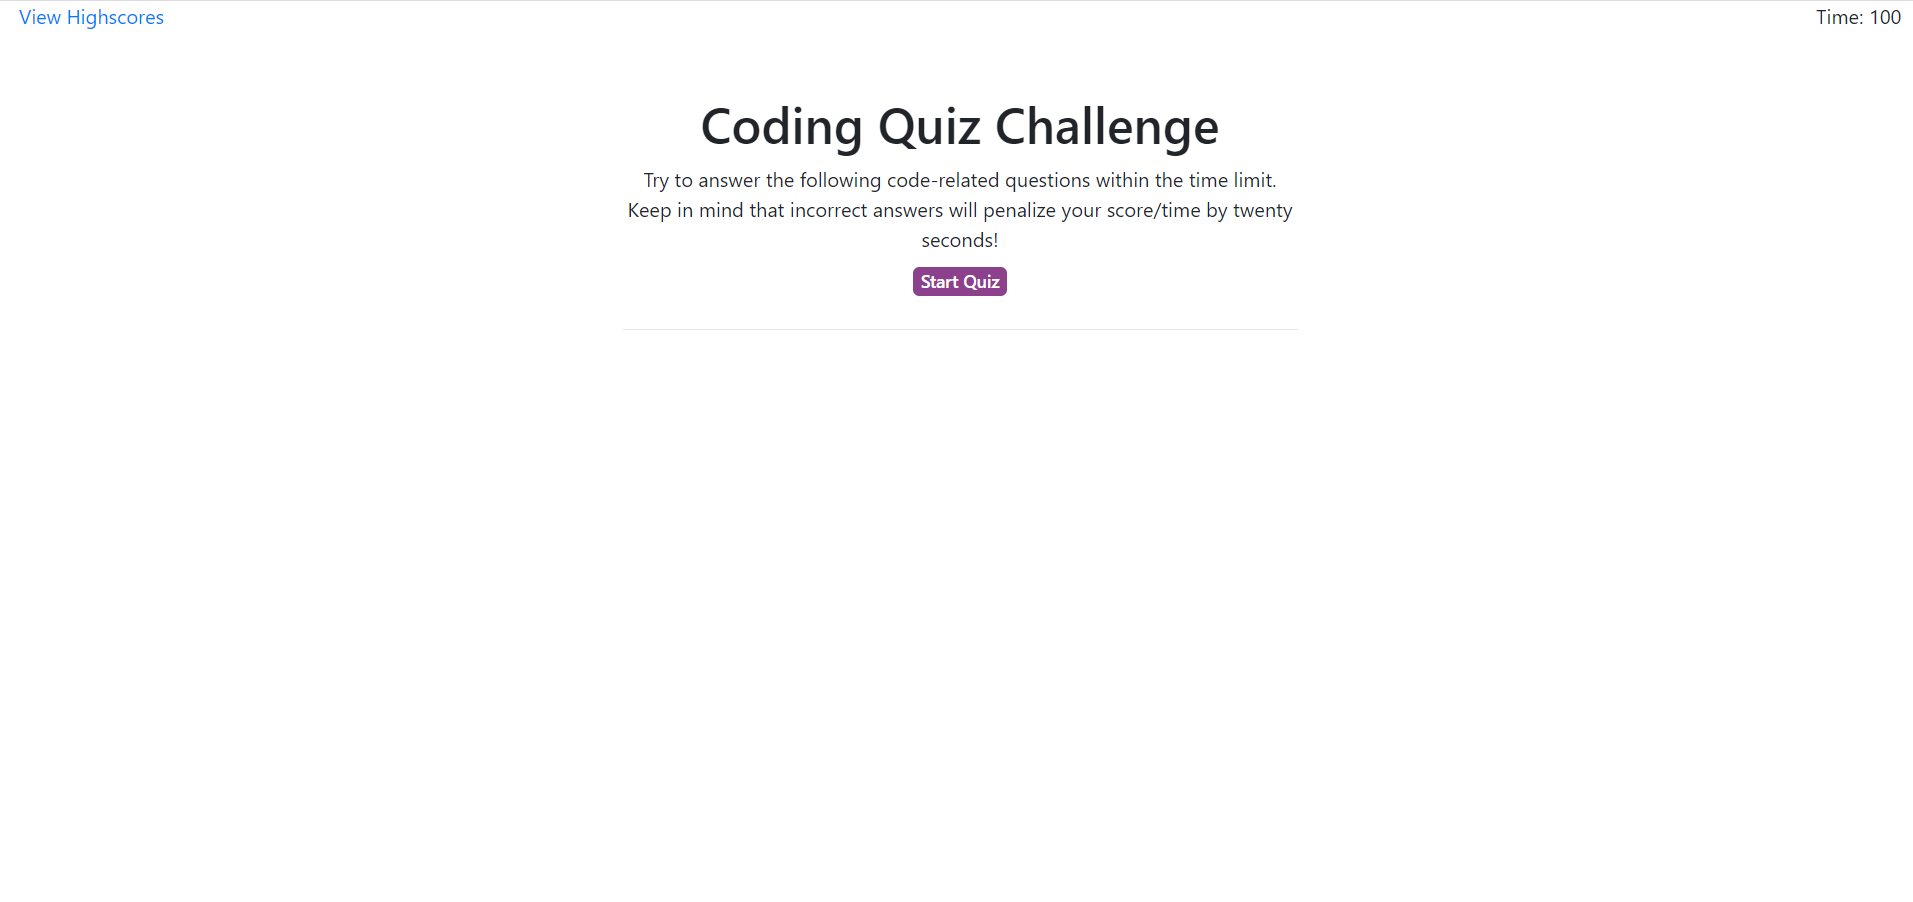 View Highscores
Time: 100
Coding Quiz Challenge
Try to answer the following code-related questions within the time limit.
Keep in mind that incorrect answers will penalize your score/time by twenty
seconds!
Start Quiz